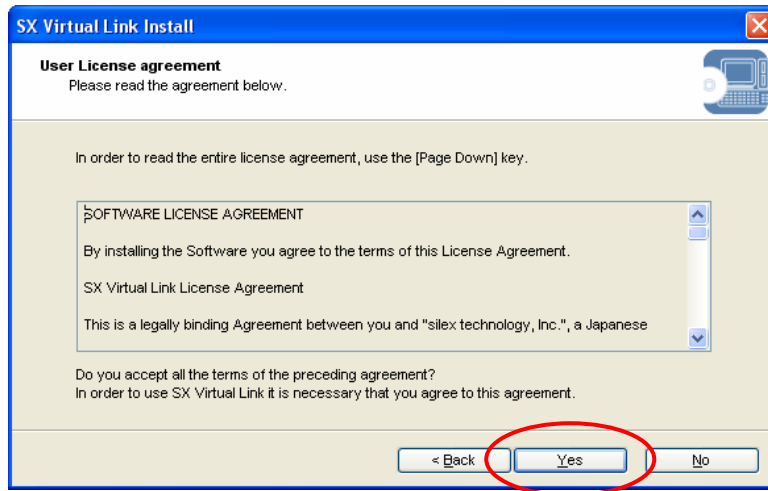 SX Virtual Link Install
User License agreement
Please read the agreement below.
In order to read the entire license agreement, use the [Page Down] key.
SOFTWARE LICENSE AGREEMENT
By installing the Software you agree to the terms of this License Agreement.
SX Virtual Link License Agreement
This is a legally binding Agreement between you and "silex technology, Inc.", a Japanese
Do you accept all the terms of the preceding agreement?
In order to use SX Virtual Link it is necessary that you agree to this agreement.
< Back Yes No